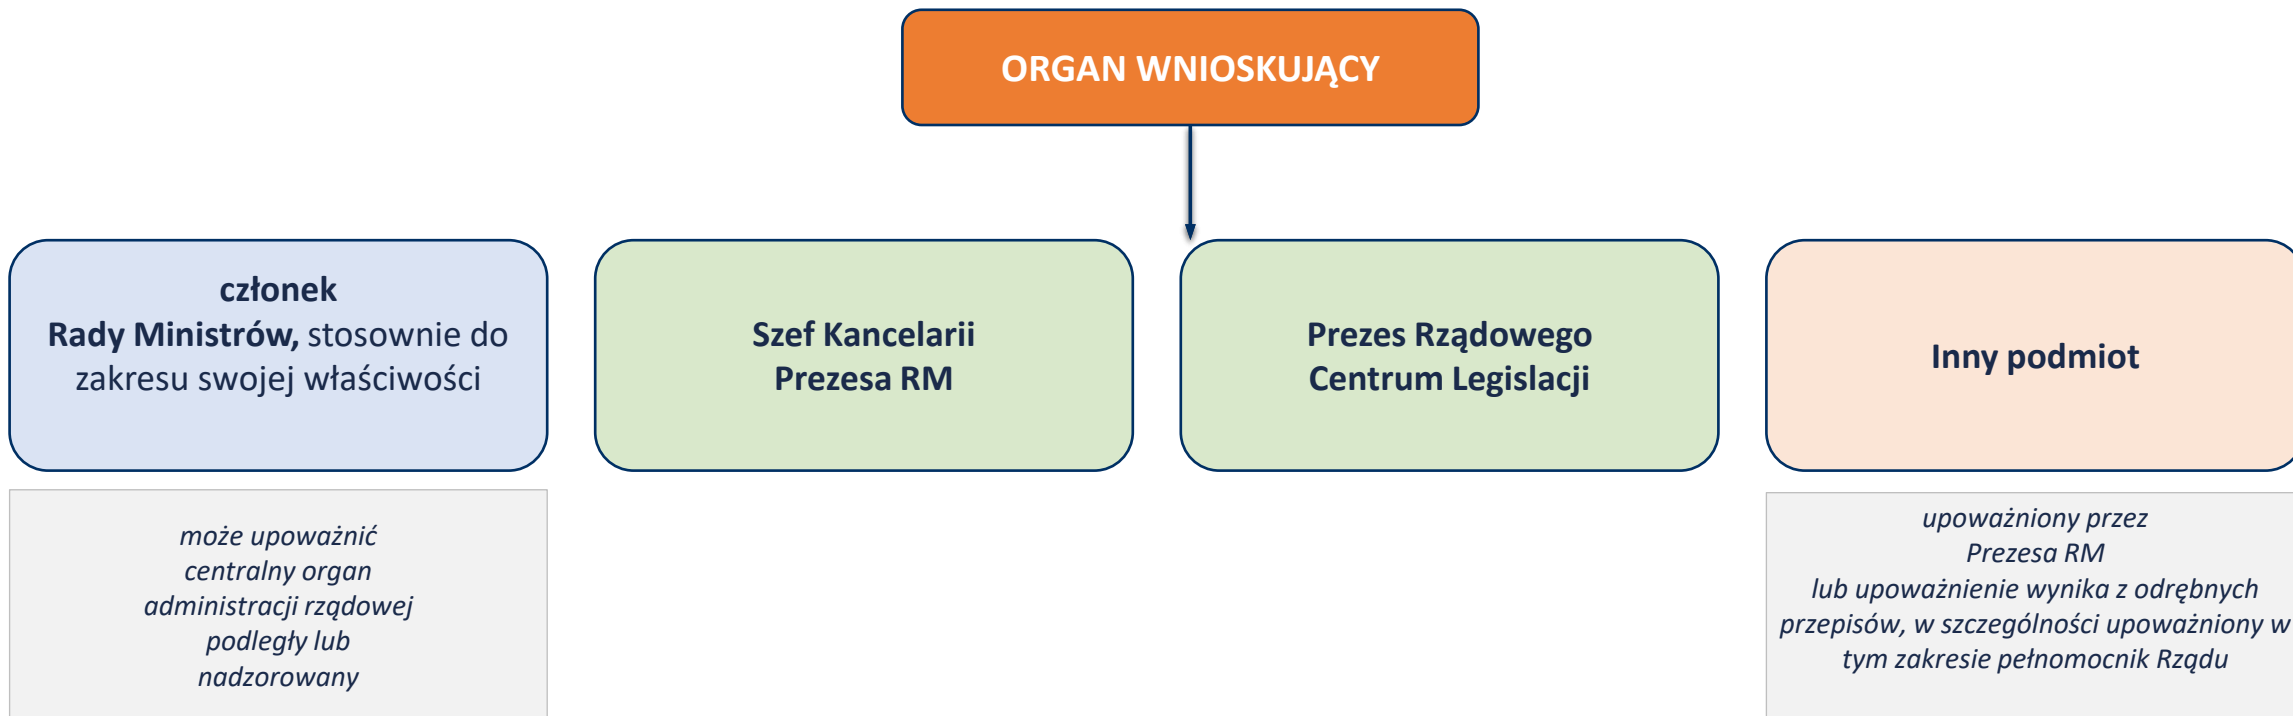 ORGAN WNIOSKUJĄCY
członek
Rady Ministrów, stosownie do
zakresu swojej właściwości
Szef Kancelarii
Prezesa RM
Prezes Rządowego
Centrum Legislacji
Inny podmiot
może upoważnić
centralny organ
administracji rządowej
podległy lub
nadzorowany
upoważniony przez
Prezesa RM
lub upoważnienie wynika z odrębnych
przepisów, w szczególności upoważniony w
tym zakresie pełnomocnik Rządu